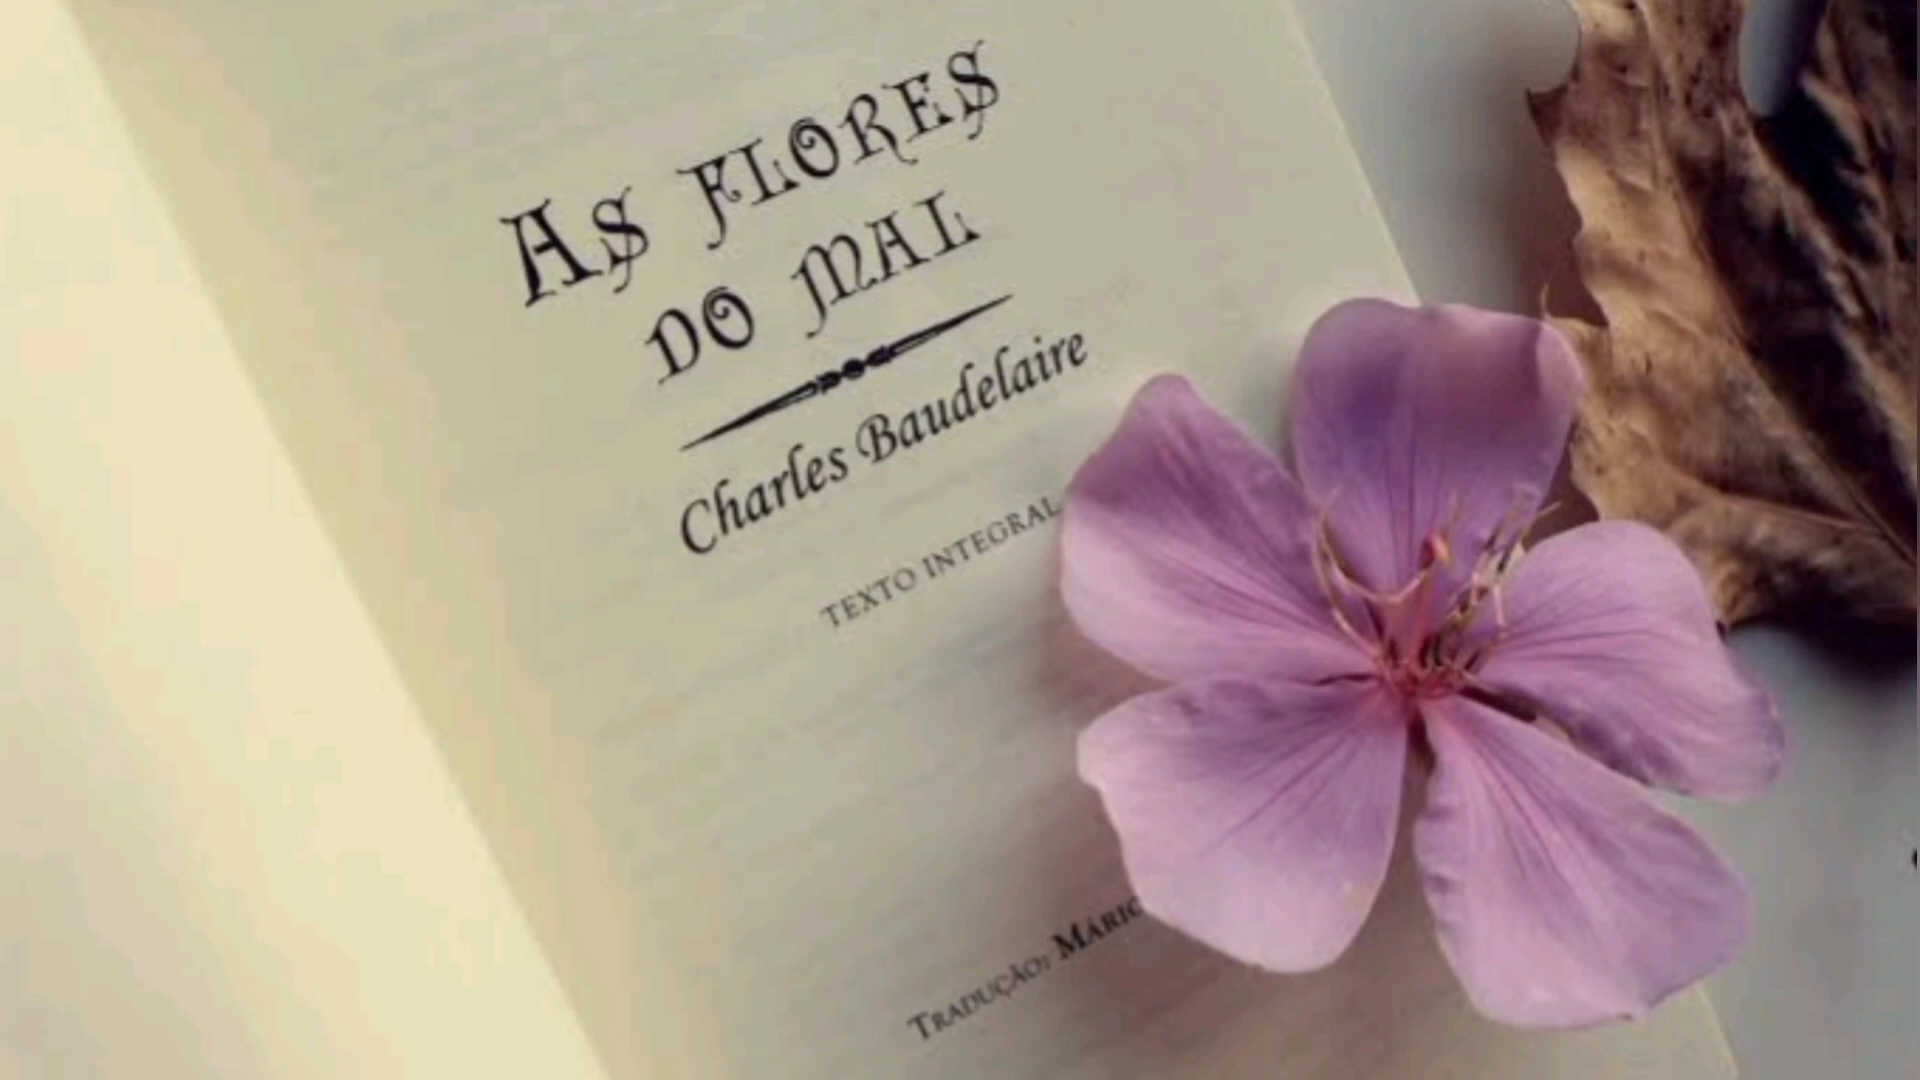 AS FLORES
DO MAL
Charles Baudelaire
TEXTO INTEGRAL
TRADUÇÃO: